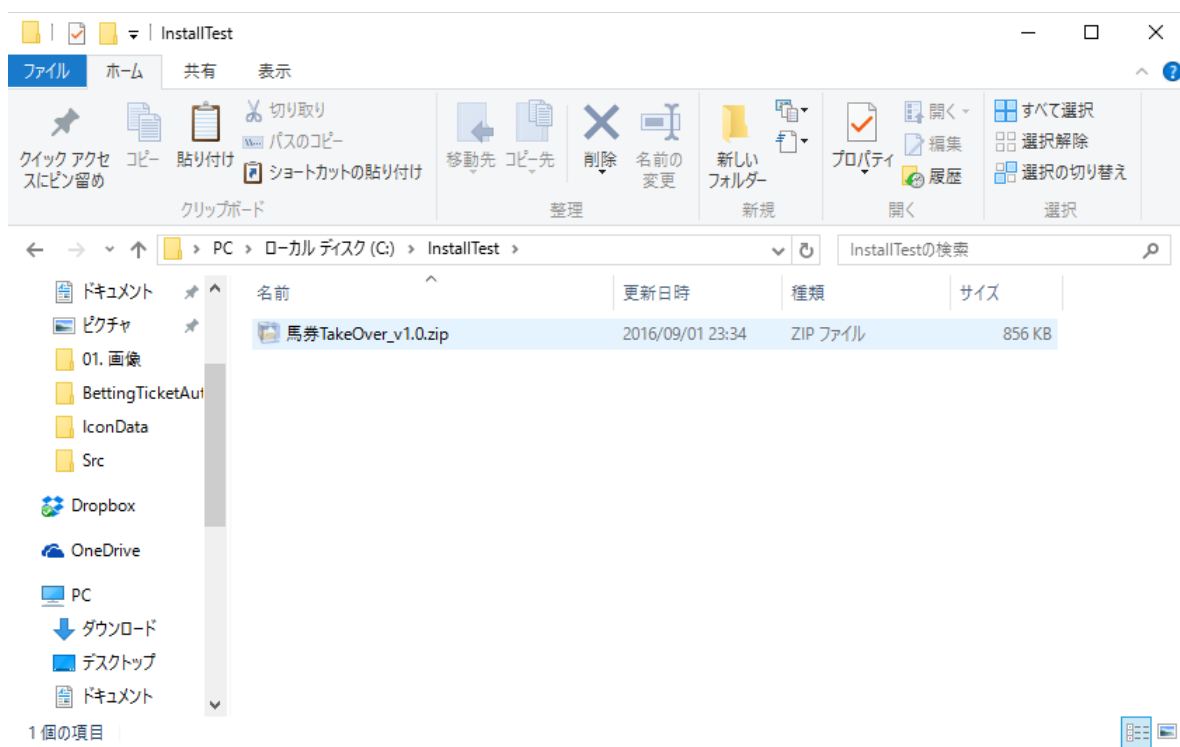 InstallTest
ファイル ホーム 共有 表示
クイック アクセスにピン留め
コピー
貼り付け
切り取り
パスのコピー
ショートカットの貼り付け
クリップボード
移動先
コピー先
削除
名前の変更
整理
新しいフォルダー
新規
プロパティ
開く
編集
履歴
開く
すべて選択
選択解除
選択の切り替え
選択
PC ローカル ディスク (C:) InstallTest
InstallTestの検索
名前 更新日時 種類 サイズ
馬券TakeOver_v1.0.zip 2016/09/01 23:34 ZIP ファイル 856 KB
ドキュメント
ピクチャ
01. 画像
BettingTicketAut
IconData
Src
Dropbox
OneDrive
PC
ダウンロード
デスクトップ
ドキュメント
1 個の項目